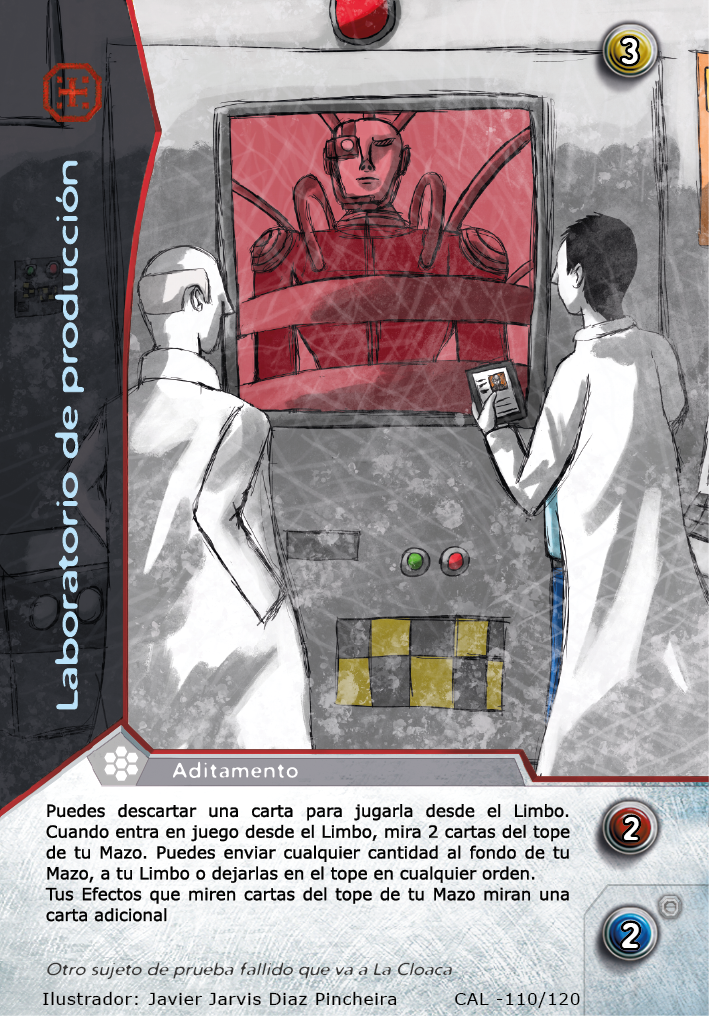 3
Laboratorio de producción
Aditamento
Puedes descartar una carta para jugarla desde el Limbo.
Cuando entra en juego desde el Limbo, mira 2 cartas del tope
de tu Mazo. Puedes enviar cualquier cantidad al fondo de tu
Mazo, a tu Limbo o dejarlas en el tope en cualquier orden.
Tus Efectos que miren cartas del tope de tu Mazo miran una
carta adicional
2
2
Otro sujeto de prueba fallido que va a La Cloaca
Ilustrador: Javier Jarvis Diaz Pincheira CAL -110/120